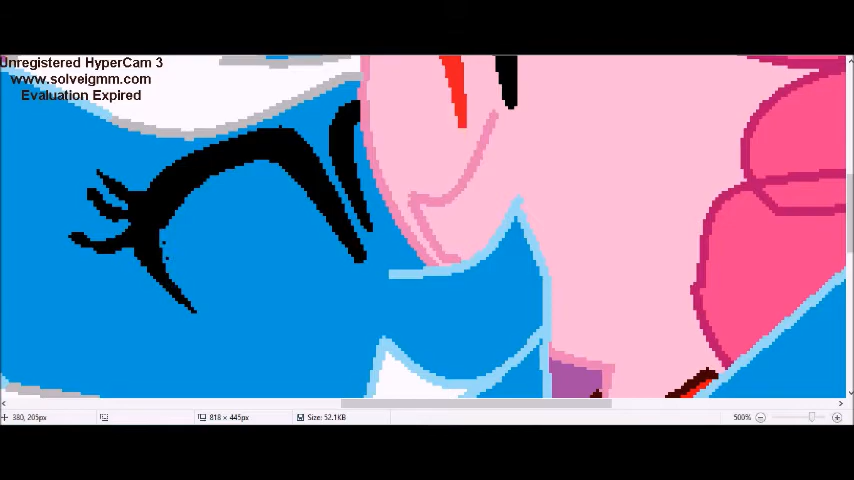 Unregistered HyperCam 3
www.solveigmm.com
Evaluation Expired
380, 205px
818 × 445px
Size: 52.1KB
500%